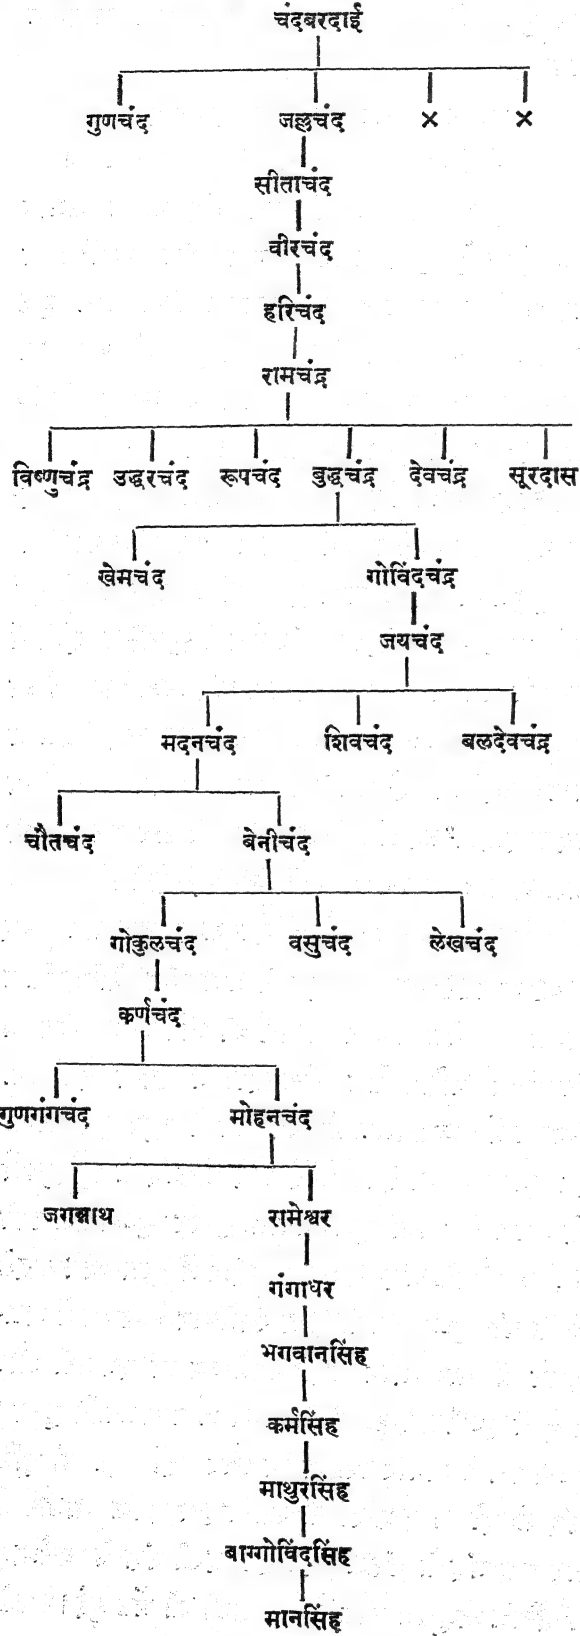 चंदबरदाई
गुणचंद जल्लचंद × ×
सीताचंद
वीरचंद
हरिचंद
रामचंद्र
विष्णुचंद्र उद्धरचंद रूपचंद बुद्धचंद्र देवचंद्र सूरदास
खेमचंद गोविंदचंद्र
जयचंद
मदनचंद शिवचंद बलदेवचंद्र
चौतचंद बेनीचंद
गोकुलचंद वसुचंद लेखचंद
कर्णचंद
गुणगंगचंद मोहनचंद
जगन्नाथ रामेश्वर
गंगाधर
भगवानसिंह
कर्मसिंह
माथुरसिंह
बाग्गोविंदसिंह
मानसिंह